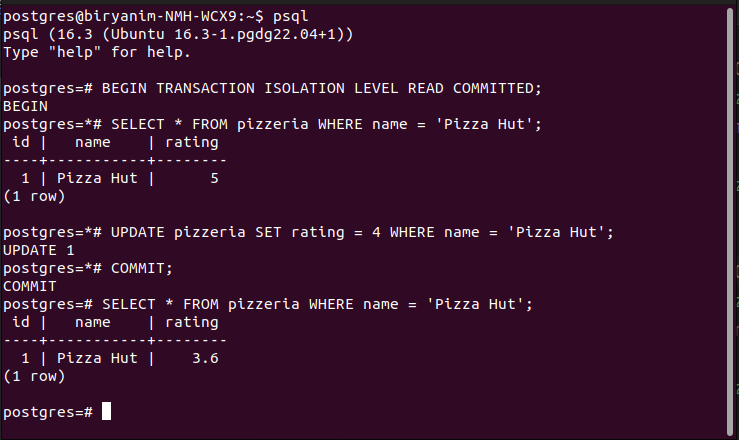 postgres@biryanim-NMH-WCX9:~$ psql
psql (16.3 (Ubuntu 16.3-1.pgdg22.04+1))
Type "help" for help.

postgres=# BEGIN TRANSACTION ISOLATION LEVEL READ COMMITTED;
BEGIN
postgres=*# SELECT * FROM pizzeria WHERE name = 'Pizza Hut';
 id |   name    | rating
----+-----------+--------
  1 | Pizza Hut |      5
(1 row)

postgres=*# UPDATE pizzeria SET rating = 4 WHERE name = 'Pizza Hut';
UPDATE 1
postgres=*# COMMIT;
COMMIT
postgres=# SELECT * FROM pizzeria WHERE name = 'Pizza Hut';
 id |   name    | rating
----+-----------+--------
  1 | Pizza Hut |    3.6
(1 row)

postgres=#